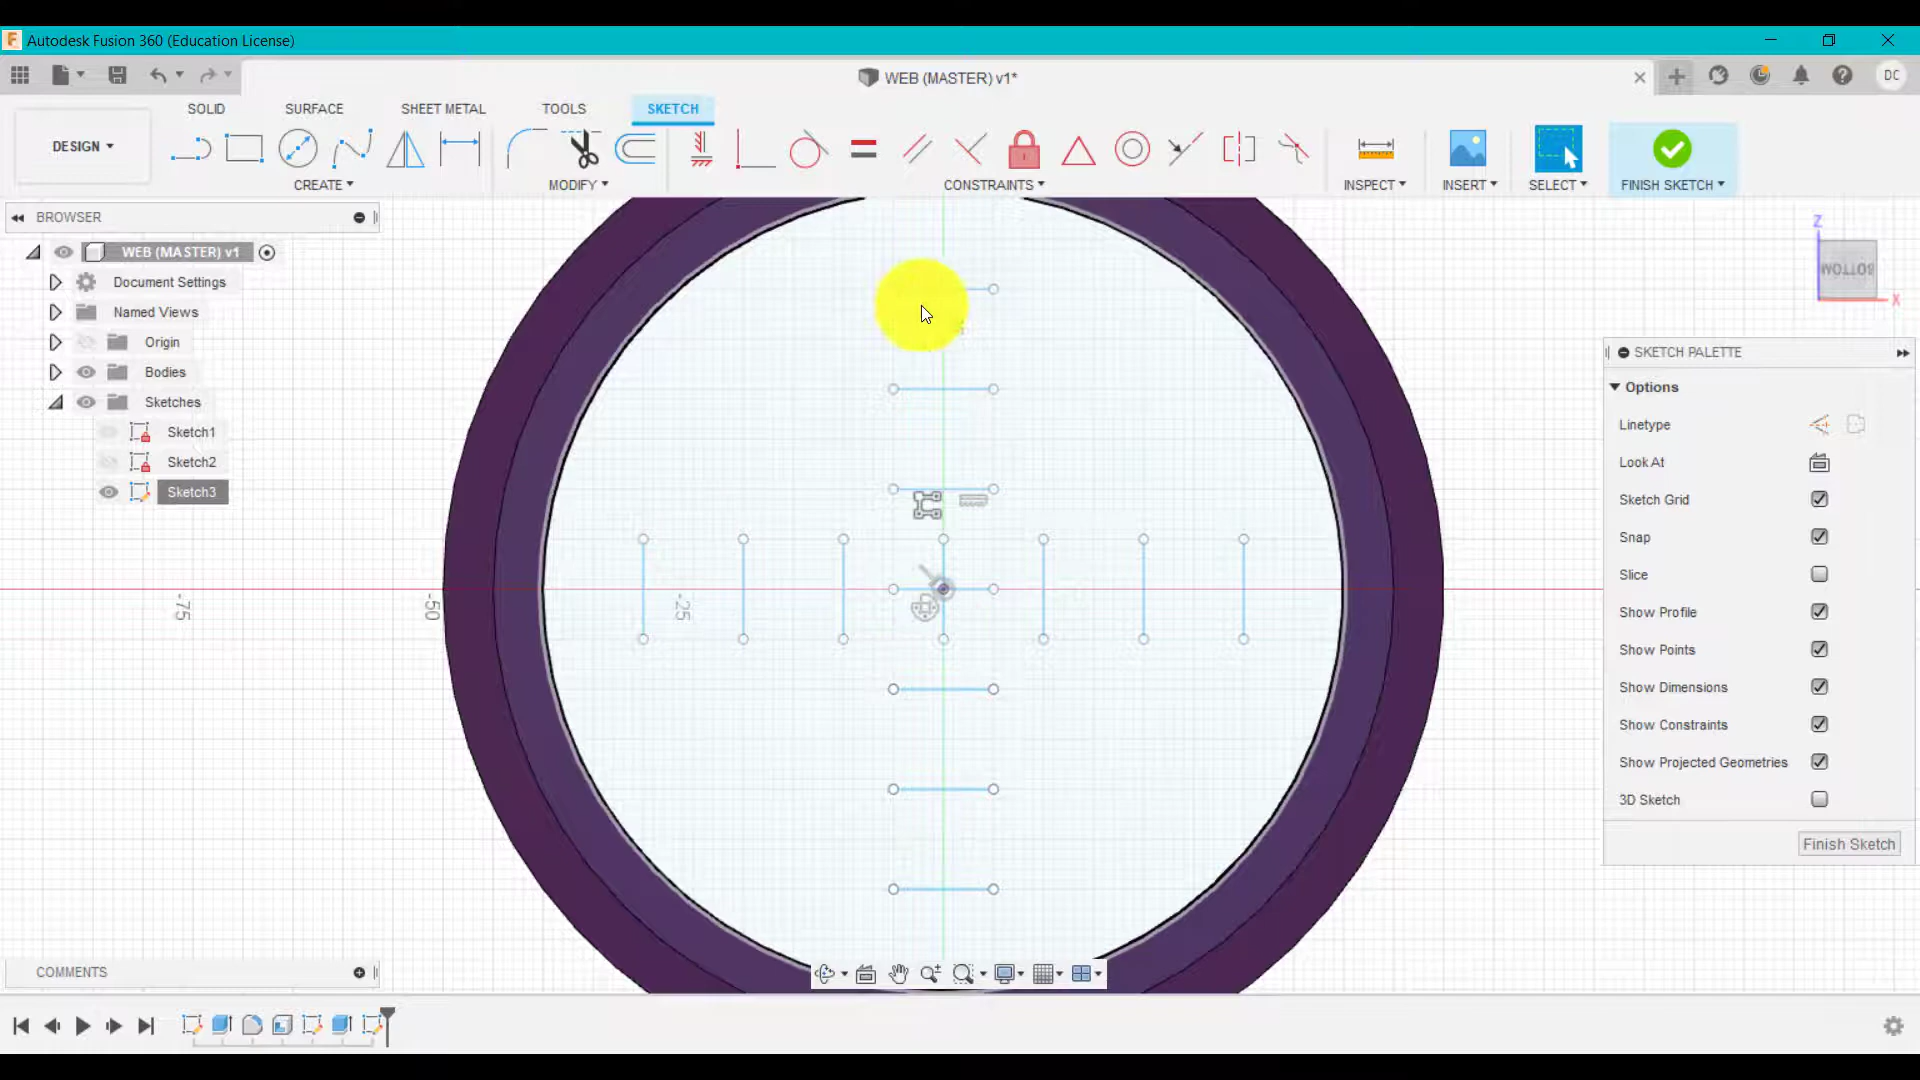 Autodesk Fusion 360 (Education License)
WEB (MASTER) v1*
DC
SOLID
SURFACE
SHEET METAL
TOOLS
SKETCH
DESIGN
CREATE
MODIFY
CONSTRAINTS
INSPECT
INSERT
SELECT
FINISH SKETCH
BROWSER
WEB (MASTER) v1
Document Settings
Named Views
Origin
Bodies
Sketches
Sketch1
Sketch2
Sketch3
-75
-50
-25
Z
BOTTOM
X
SKETCH PALETTE
Options
Linetype
Look At
Sketch Grid
Snap
Slice
Show Profile
Show Points
Show Dimensions
Show Constraints
Show Projected Geometries
3D Sketch
Finish Sketch
COMMENTS